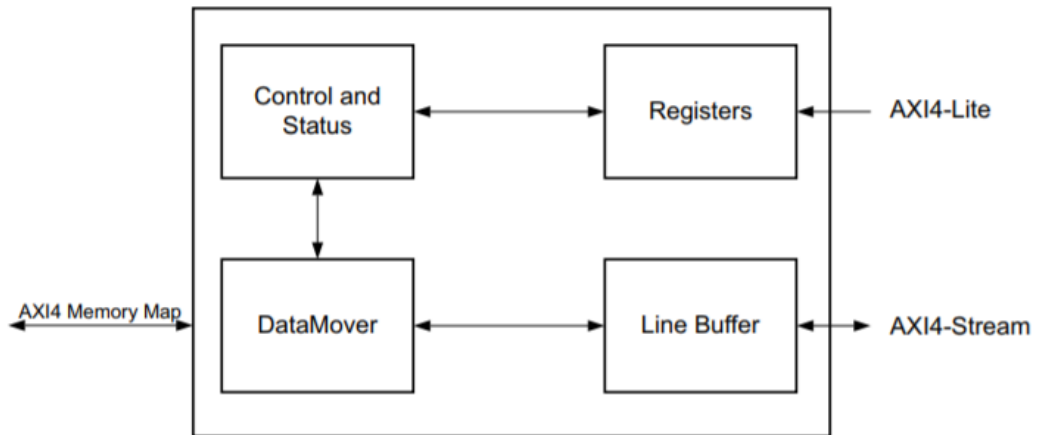 Control and
Status
Registers
AXI4-Lite
AXI4 Memory Map
DataMover
Line Buffer
AXI4-Stream